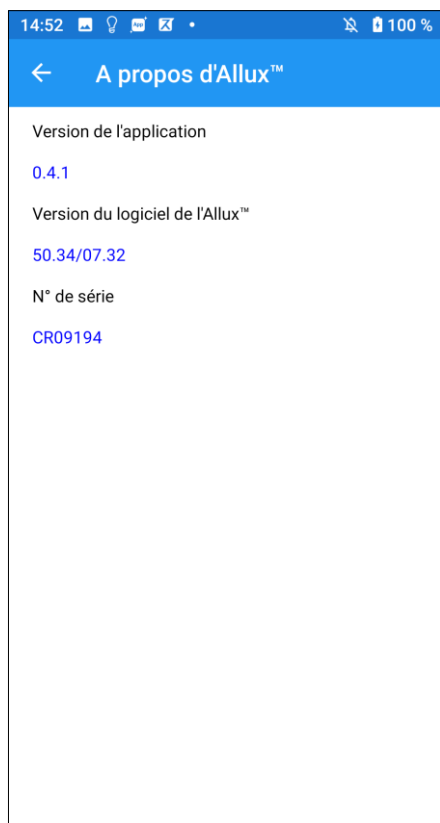 14:52 100 %
A propos d'Allux™
Version de l'application
0.4.1
Version du logiciel de l'Allux™
50.34/07.32
N° de série
CR09194